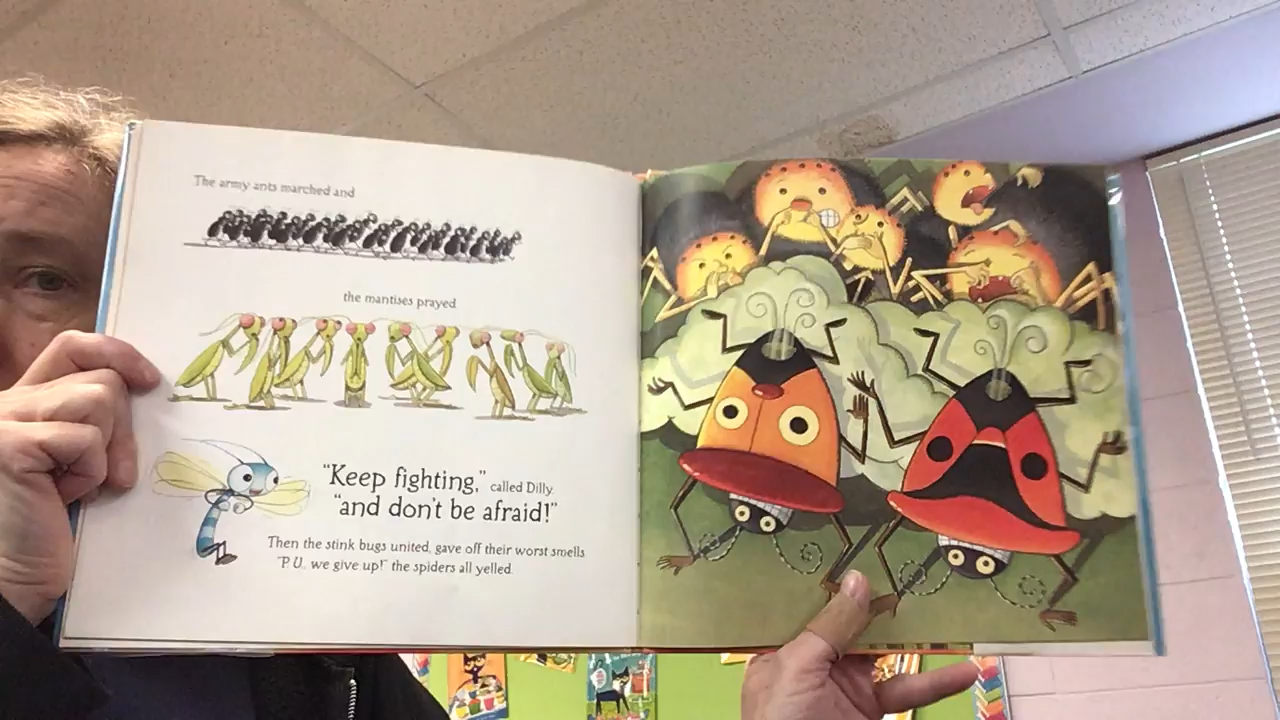 The army ants marched and
the mantises prayed
"Keep fighting," called Dilly.
"and don't be afraid!"
Then the stink bugs united, gave off their worst smells
"P.U. we give up!" the spiders all yelled.